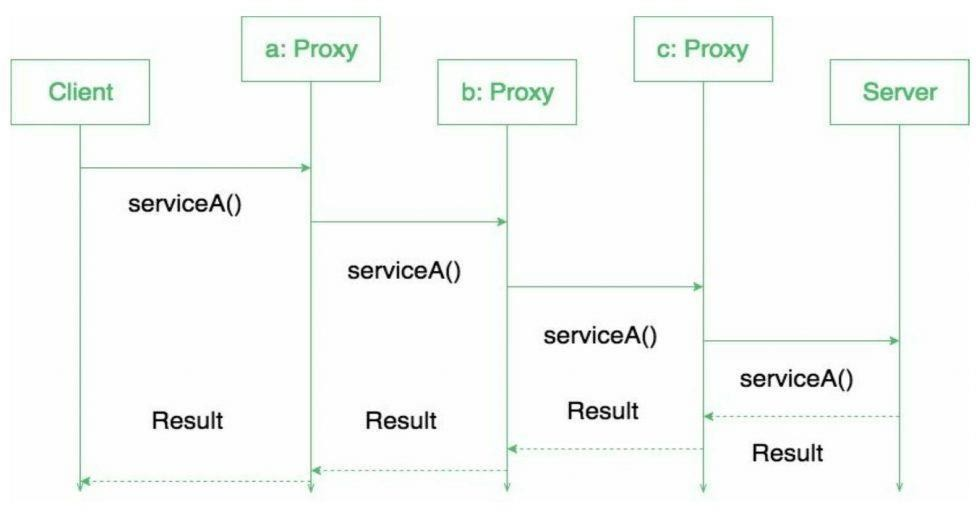 Client
a: Proxy
b: Proxy
c: Proxy
Server
serviceA()
serviceA()
serviceA()
serviceA()
Result
Result
Result
Result